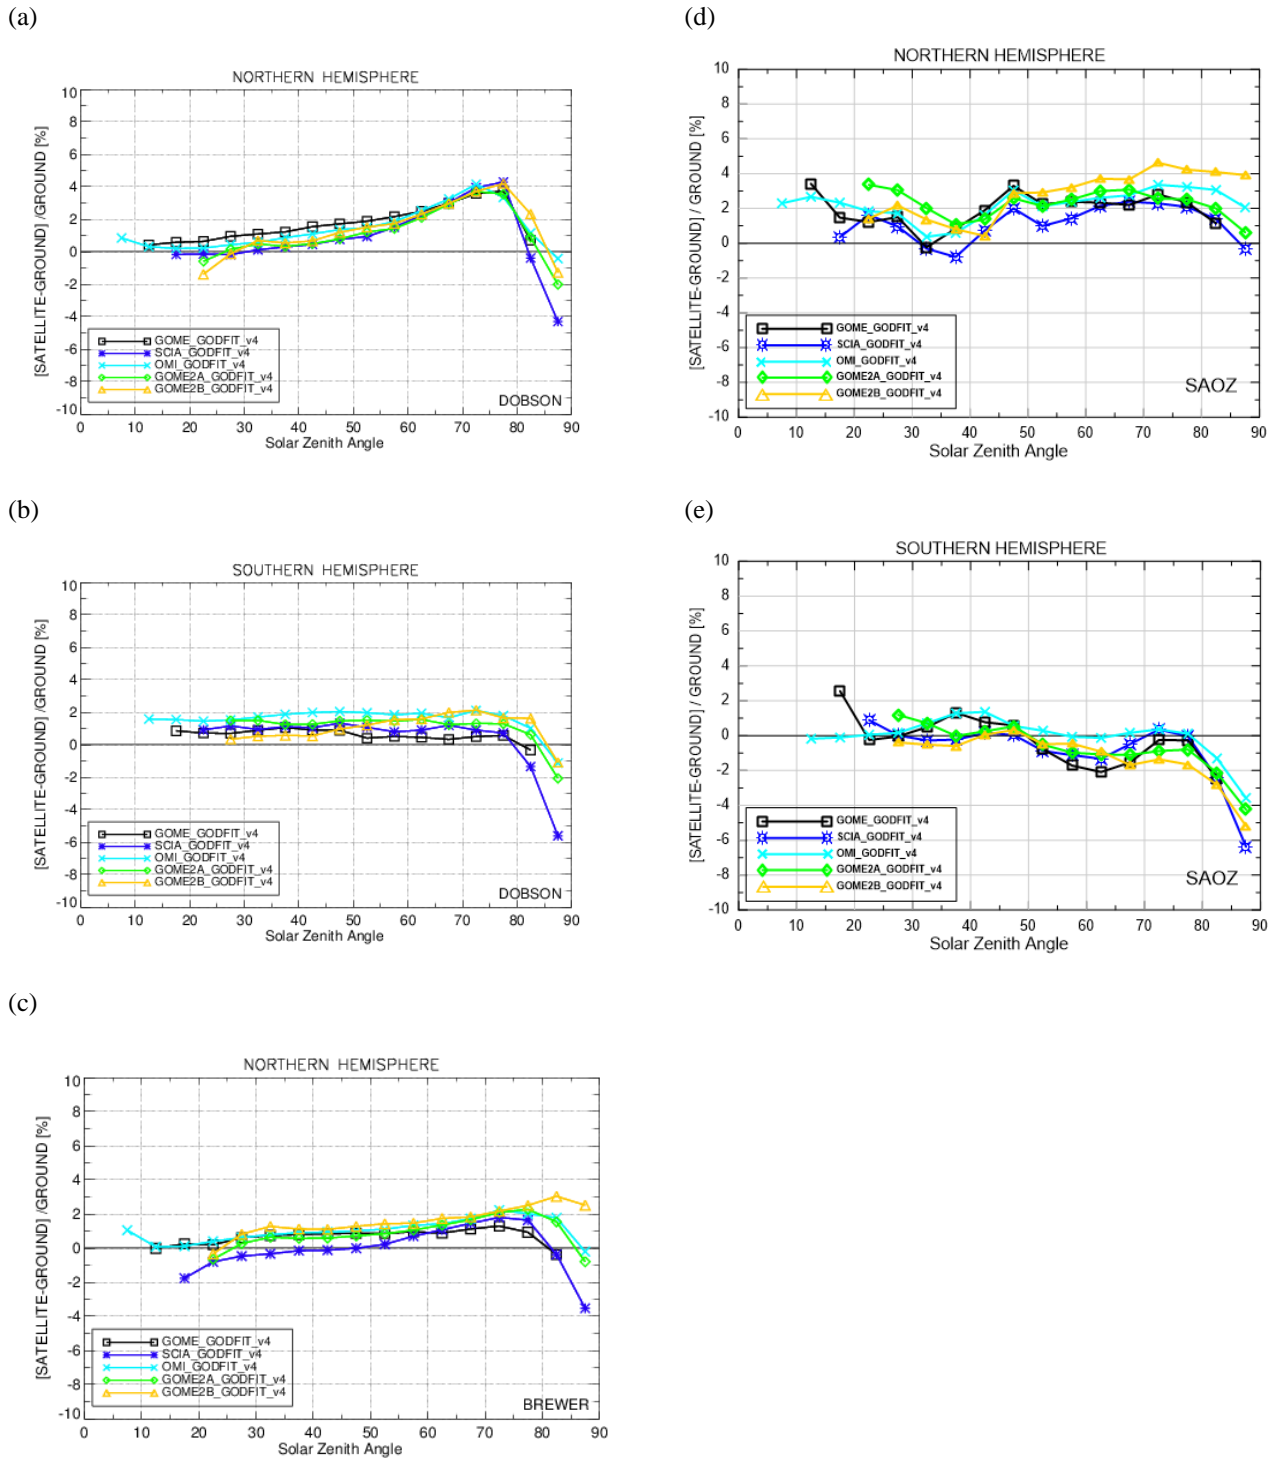 (a)
NORTHERN HEMISPHERE
[SATELLITE-GROUND] /GROUND [%]
10
8
6
4
2
0
-2
-4
-6
-8
-10
GOME_GODFIT_v4
SCIA_GODFIT_v4
OMI_GODFIT_v4
GOME2A_GODFIT_v4
GOME2B_GODFIT_v4
DOBSON
0 10 20 30 40 50 60 70 80 90
Solar Zenith Angle
(b)
SOUTHERN HEMISPHERE
[SATELLITE-GROUND] /GROUND [%]
10
8
6
4
2
0
-2
-4
-6
-8
-10
GOME_GODFIT_v4
SCIA_GODFIT_v4
OMI_GODFIT_v4
GOME2A_GODFIT_v4
GOME2B_GODFIT_v4
DOBSON
0 10 20 30 40 50 60 70 80 90
Solar Zenith Angle
(c)
NORTHERN HEMISPHERE
[SATELLITE-GROUND] /GROUND [%]
10
8
6
4
2
0
-2
-4
-6
-8
-10
GOME_GODFIT_v4
SCIA_GODFIT_v4
OMI_GODFIT_v4
GOME2A_GODFIT_v4
GOME2B_GODFIT_v4
BREWER
0 10 20 30 40 50 60 70 80 90
Solar Zenith Angle
(d)
NORTHERN HEMISPHERE
[SATELLITE-GROUND] / GROUND [%]
10
8
6
4
2
0
-2
-4
-6
-8
-10
GOME_GODFIT_v4
SCIA_GODFIT_v4
OMI_GODFIT_v4
GOME2A_GODFIT_v4
GOME2B_GODFIT_v4
SAOZ
0 10 20 30 40 50 60 70 80 90
Solar Zenith Angle
(e)
SOUTHERN HEMISPHERE
[SATELLITE-GROUND] / GROUND [%]
10
8
6
4
2
0
-2
-4
-6
-8
-10
GOME_GODFIT_v4
SCIA_GODFIT_v4
OMI_GODFIT_v4
GOME2A_GODFIT_v4
GOME2B_GODFIT_v4
SAOZ
0 10 20 30 40 50 60 70 80 90
Solar Zenith Angle